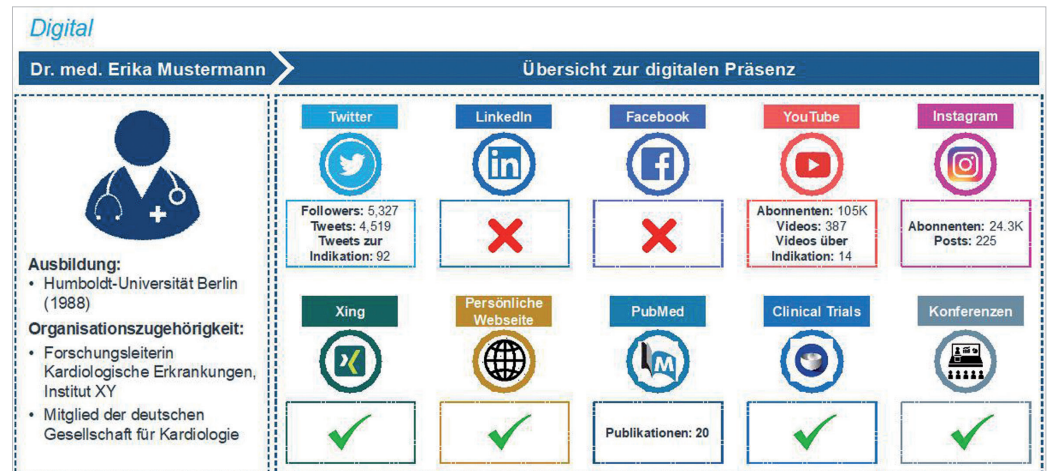 Digital
Dr. med. Erika Mustermann
Übersicht zur digitalen Präsenz
Ausbildung:
• Humboldt-Universität Berlin
(1988)
Organisationszugehörigkeit:
• Forschungsleiterin
Kardiologische Erkrankungen,
Institut XY
• Mitglied der deutschen
Gesellschaft für Kardiologie
Twitter
Followers: 5,327
Tweets: 4,519
Tweets zur
Indikation: 92
LinkedIn
in
Facebook
f
YouTube
Abonnenten: 105K
Videos: 387
Videos über
Indikation: 14
Instagram
Abonnenten: 24.3K
Posts: 225
Xing
Persönliche
Webseite
PubMed
M
Publikationen: 20
Clinical Trials
Konferenzen